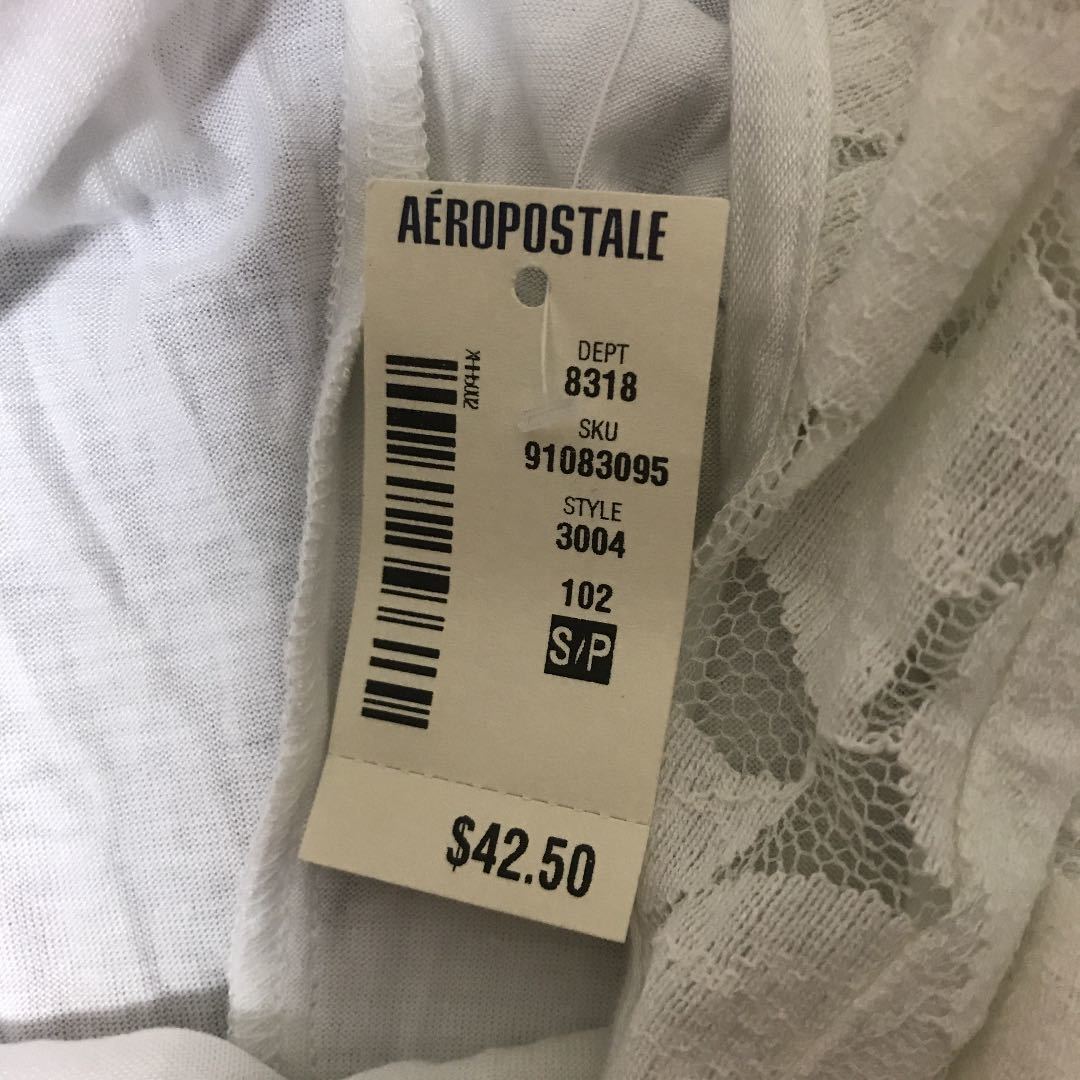 AÉROPOSTALE
DEPT
8318
SKU
91083095
STYLE
3004
102
S/P
$42.50